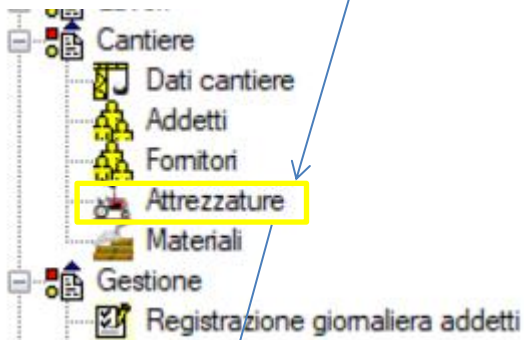 Cantiere
Dati cantiere
Addetti
Fornitori
Attrezzature
Materiali
Gestione
Registrazione giornaliera addetti